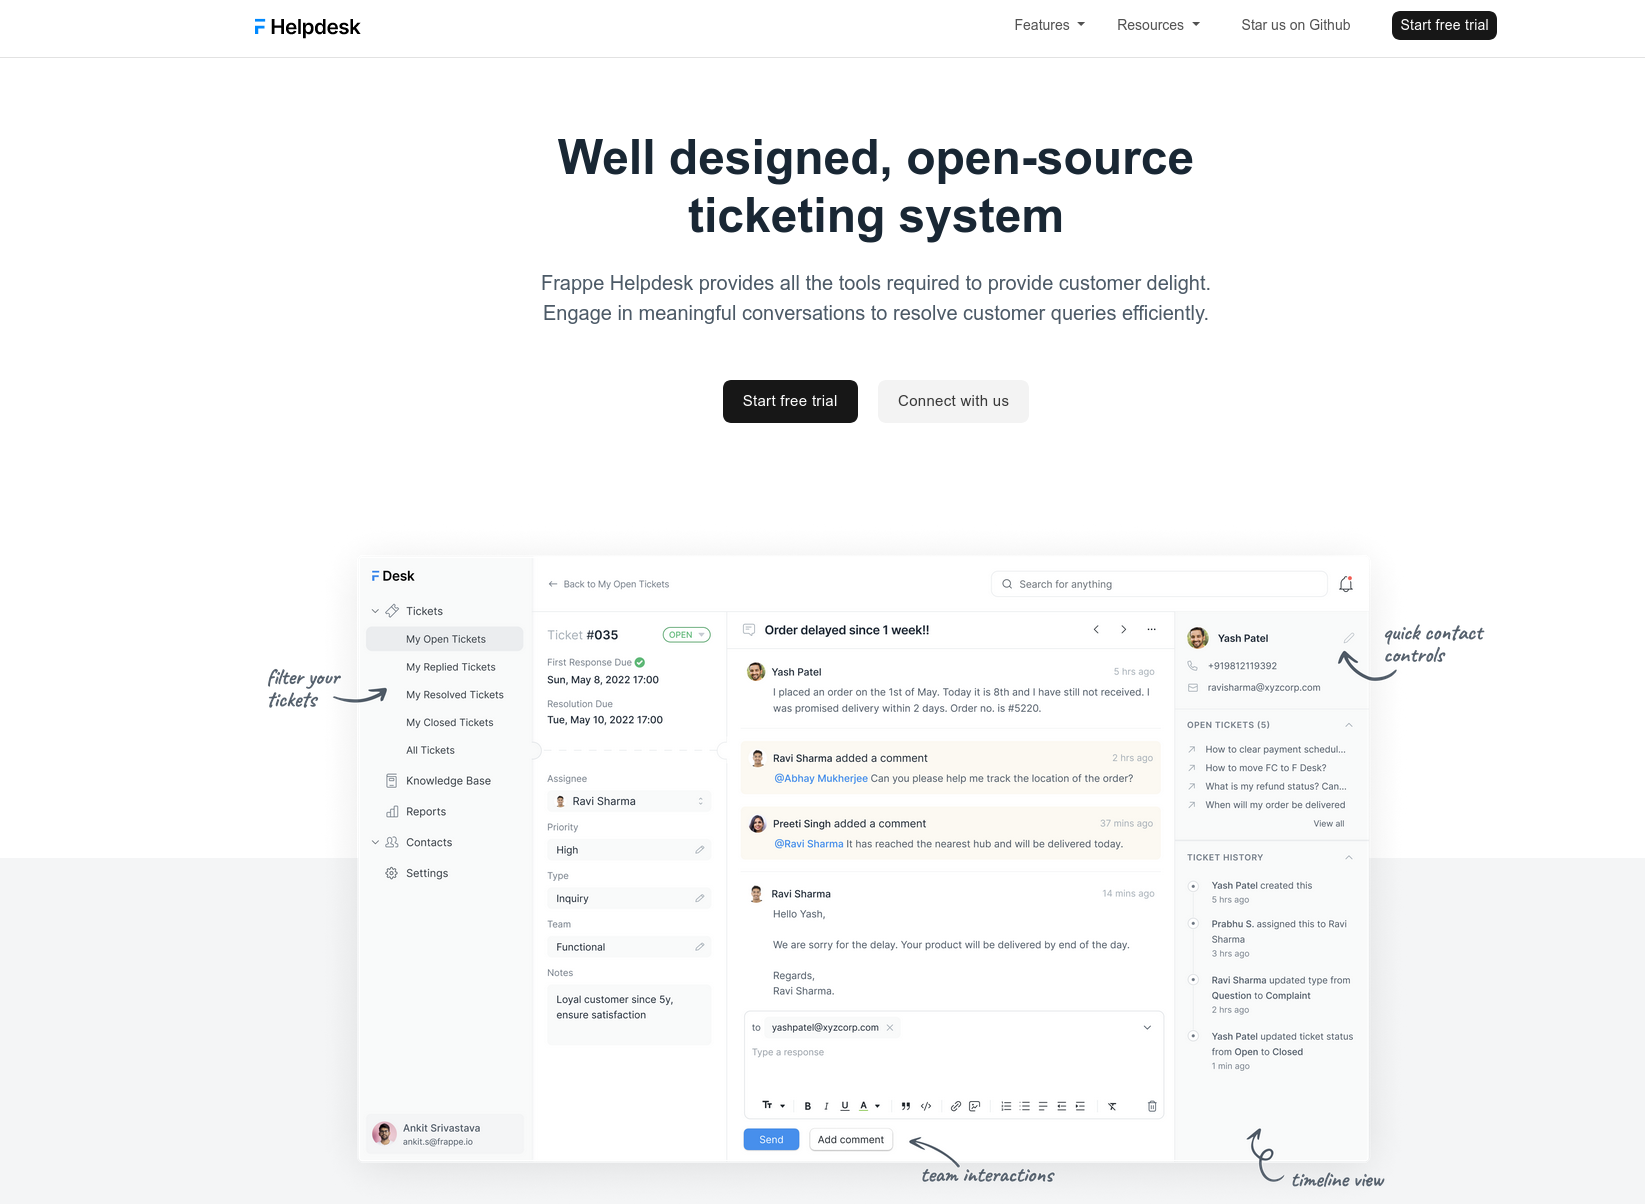 Helpdesk
Features
Resources
Star us on Github
Start free trial
Well designed, open-source
ticketing system
Frappe Helpdesk provides all the tools required to provide customer delight.
Engage in meaningful conversations to resolve customer queries efficiently.
Start free trial
Connect with us
filter your
tickets
Desk
Tickets
My Open Tickets
My Replied Tickets
My Resolved Tickets
My Closed Tickets
All Tickets
Knowledge Base
Reports
Contacts
Settings
Ankit Srivastava
ankit.s@frappe.io
Back to My Open Tickets
Search for anything
Ticket #035
OPEN
First Response Due
Sun, May 8, 2022 17:00
Resolution Due
Tue, May 10, 2022 17:00
Assignee
Ravi Sharma
Priority
High
Type
Inquiry
Team
Functional
Notes
Loyal customer since 5y,
ensure satisfaction
Order delayed since 1 week!!
Yash Patel
5 hrs ago
I placed an order on the 1st of May. Today it is 8th and I have still not received. I
was promised delivery within 2 days. Order no. is #5220.
Ravi Sharma added a comment
2 hrs ago
@Abhay Mukherjee Can you please help me track the location of the order?
Preeti Singh added a comment
37 mins ago
@Ravi Sharma It has reached the nearest hub and will be delivered today.
Ravi Sharma
14 mins ago
Hello Yash,
We are sorry for the delay. Your product will be delivered by end of the day.
Regards,
Ravi Sharma.
to yashpatel@xyzcorp.com
Type a response
Tr
B I U A
Send
Add comment
team interactions
Yash Patel
+919812119392
ravisharma@xyzcorp.com
quick contact
controls
OPEN TICKETS (5)
How to clear payment schedul...
How to move FC to F Desk?
What is my refund status? Can...
When will my order be delivered
View all
TICKET HISTORY
Yash Patel created this
5 hrs ago
Prabhu S. assigned this to Ravi
Sharma
3 hrs ago
Ravi Sharma updated type from
Question to Complaint
2 hrs ago
Yash Patel updated ticket status
from Open to Closed
1 min ago
timeline view